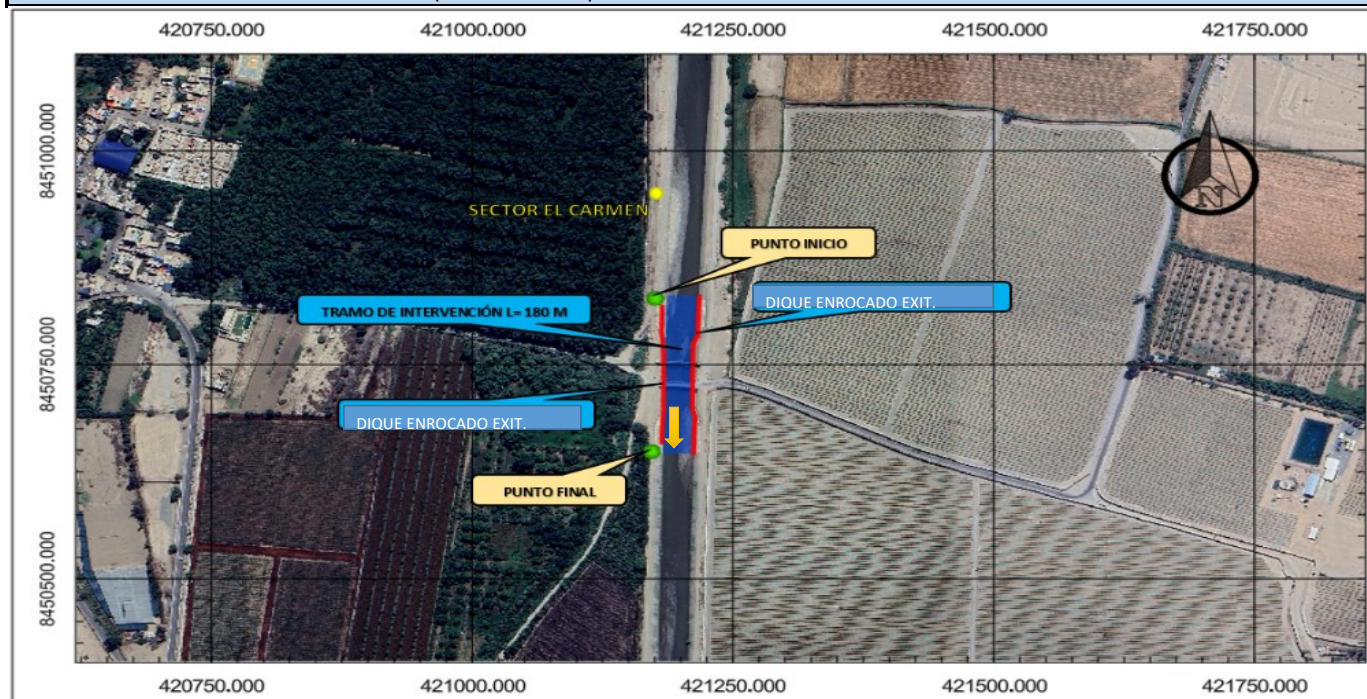 420750.000 421000.000 421250.000 421500.000 421750.000
8451000.000
SECTOR EL CARMEN
PUNTO INICIO
DIQUE ENROCADO EXIT.
TRAMO DE INTERVENCIÓN L= 180 M
8450750.000
DIQUE ENROCADO EXIT.
PUNTO FINAL
8450500.000
N
420750.000 421000.000 421250.000 421500.000 421750.000